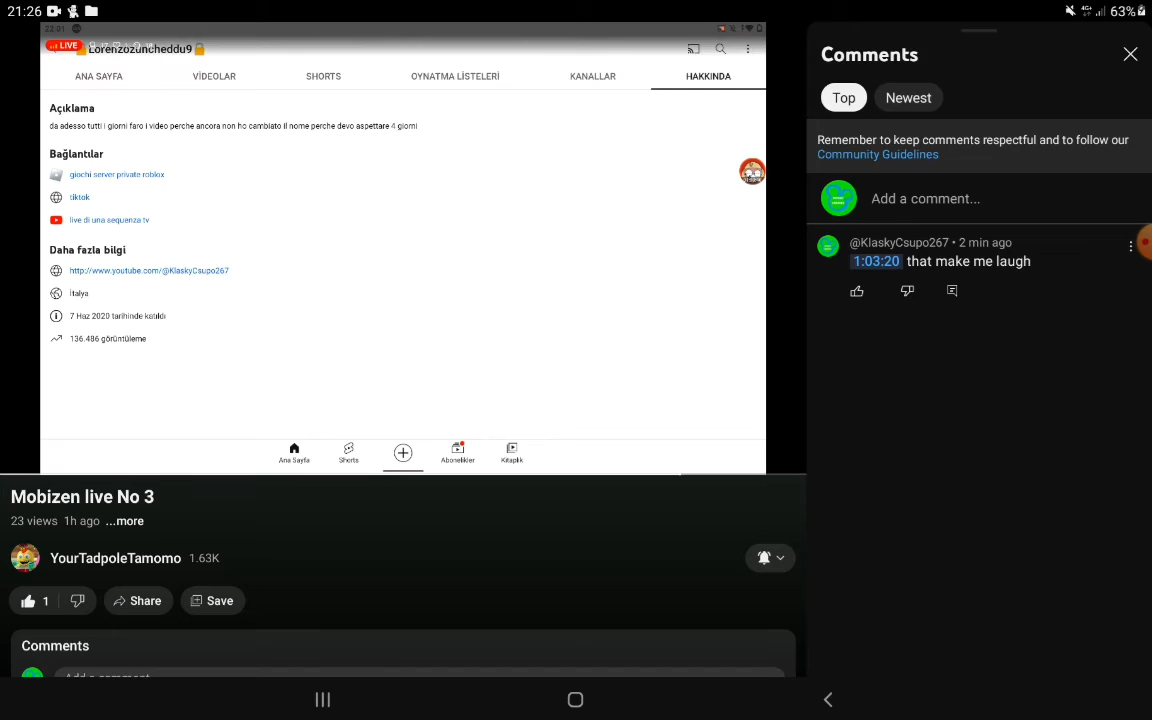 21:26
63%
22:01
LIVE
Lorenzozuncheddu9
ANA SAYFA
VİDEOLAR
SHORTS
OYNATMA LİSTELERİ
KANALLAR
HAKKINDA
Açıklama
da adesso tutti i giorni faro i video perche ancora non ho cambiato il nome perche devo aspettare 4 giorni
Bağlantılar
giochi server private roblox
tiktok
live di una sequenza tv
Daha fazla bilgi
http://www.youtube.com/@KlaskyCsupo267
İtalya
7 Haz 2020 tarihinde katıldı
136.486 görüntüleme
Ana Sayfa
Shorts
Abonelikler
Kitaplık
Mobizen live No 3
23 views 1h ago ...more
YourTadpoleTamomo 1.63K
1
Share
Save
Comments
Add a comment...
Comments
Top
Newest
Remember to keep comments respectful and to follow our
Community Guidelines
Add a comment...
@KlaskyCsupo267 • 2 min ago
1:03:20 that make me laugh